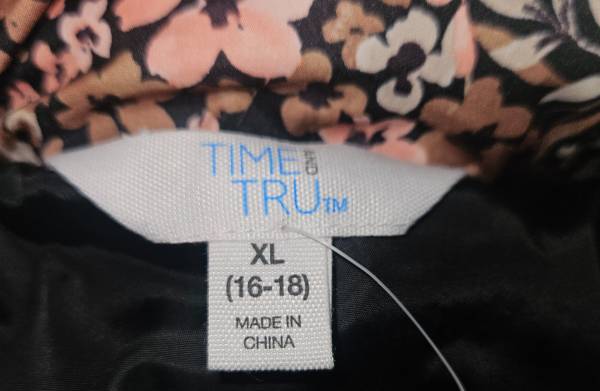 TIME AND
TRU™
XL
(16-18)
MADE IN
CHINA